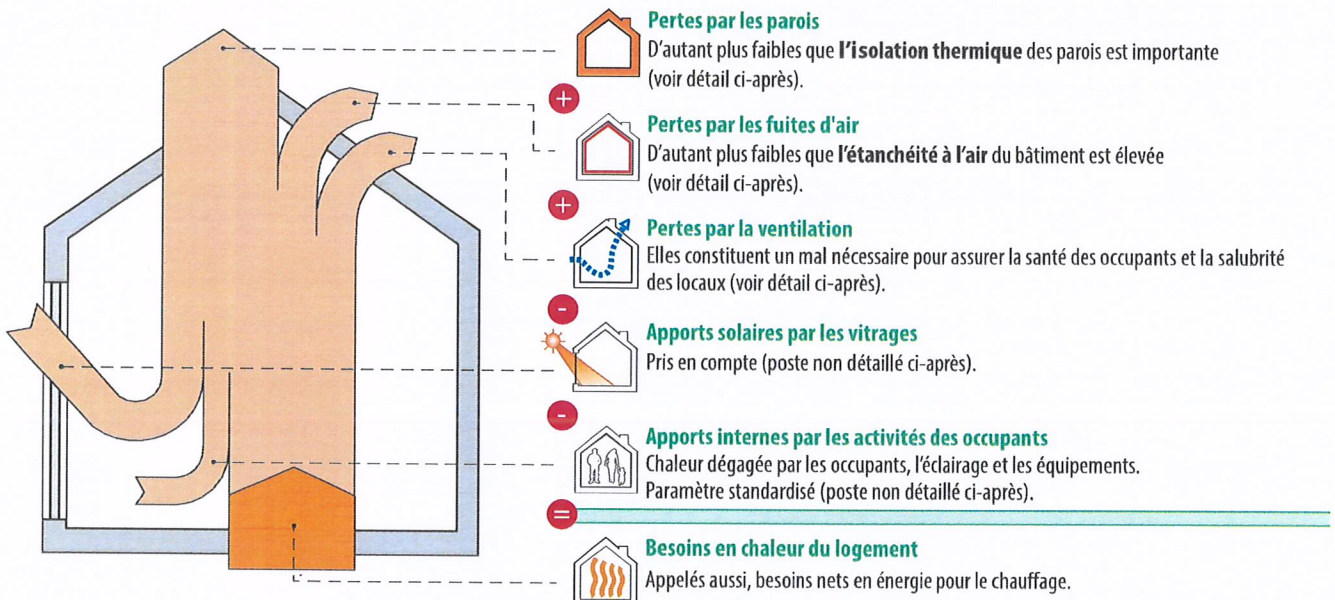 Pertes par les parois
D'autant plus faibles que l'isolation thermique des parois est importante
(voir détail ci-après).
+
Pertes par les fuites d'air
D'autant plus faibles que l'étanchéité à l'air du bâtiment est élevée
(voir détail ci-après).
+
Pertes par la ventilation
Elles constituent un mal nécessaire pour assurer la santé des occupants et la salubrité
des locaux (voir détail ci-après).
-
Apports solaires par les vitrages
Pris en compte (poste non détaillé ci-après).
-
Apports internes par les activités des occupants
Chaleur dégagée par les occupants, l'éclairage et les équipements.
Paramètre standardisé (poste non détaillé ci-après).
=
Besoins en chaleur du logement
Appelés aussi, besoins nets en énergie pour le chauffage.